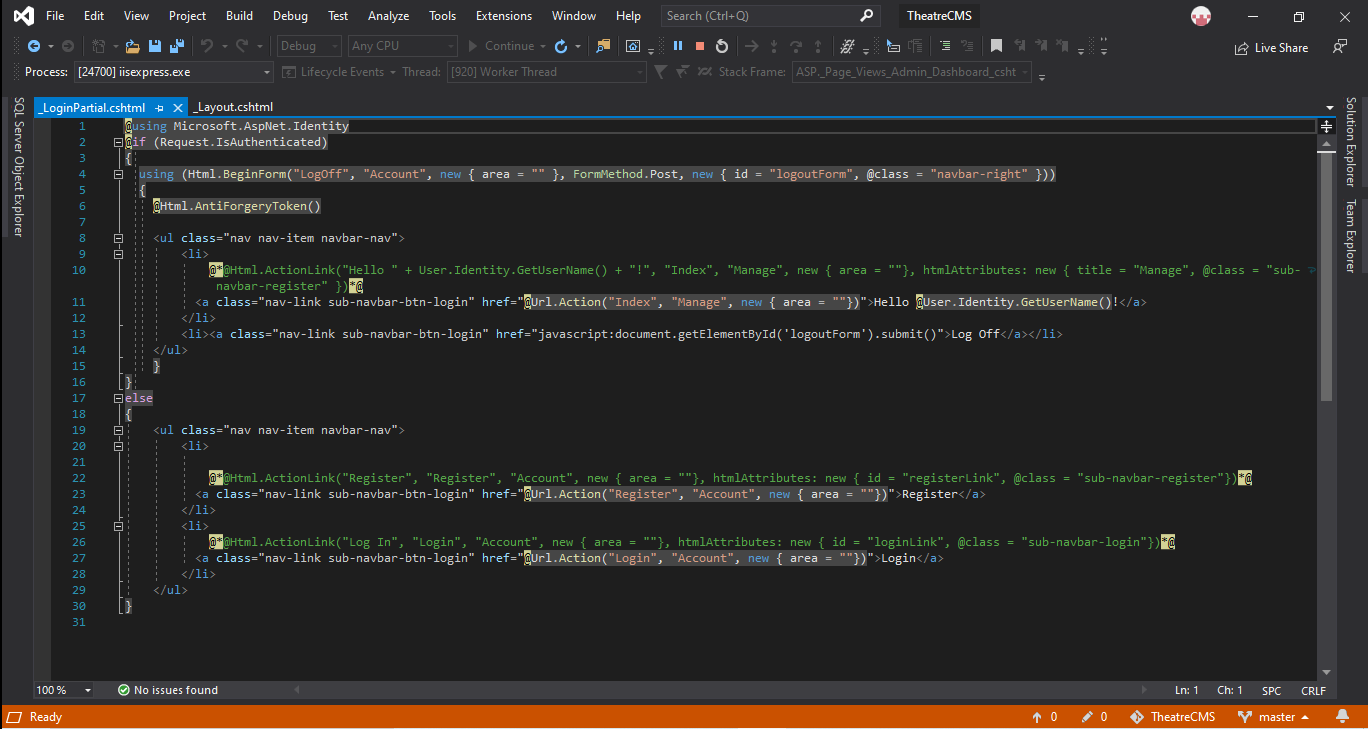 File Edit View Project Build Debug Test Analyze Tools Extensions Window Help Search (Ctrl+Q) TheatreCMS
Debug Any CPU Continue Live Share
Process: [24700] iisexpress.exe Lifecycle Events Thread: [920] Worker Thread Stack Frame: ASP._Page_Views_Admin_Dashboard_csht
SQL Server Object Explorer
_LoginPartial.cshtml _Layout.cshtml
Solution Explorer
Team Explorer
1 @using Microsoft.AspNet.Identity
2 @if (Request.IsAuthenticated)
3 {
4 using (Html.BeginForm("LogOff", "Account", new { area = "" }, FormMethod.Post, new { id = "logoutForm", @class = "navbar-right" }))
5 {
6 @Html.AntiForgeryToken()
7
8 <ul class="nav nav-item navbar-nav">
9 <li>
10 @*@Html.ActionLink("Hello " + User.Identity.GetUserName() + "!", "Index", "Manage", new { area = ""}, htmlAttributes: new { title = "Manage", @class = "sub-
navbar-register" })*@
11 <a class="nav-link sub-navbar-btn-login" href="@Url.Action("Index", "Manage", new { area = ""})">Hello @User.Identity.GetUserName()!</a>
12 </li>
13 <li><a class="nav-link sub-navbar-btn-login" href="javascript:document.getElementById('logoutForm').submit()">Log Off</a></li>
14 </ul>
15 }
16 }
17 else
18 {
19 <ul class="nav nav-item navbar-nav">
20 <li>
21
22 @*@Html.ActionLink("Register", "Register", "Account", new { area = ""}, htmlAttributes: new { id = "registerLink", @class = "sub-navbar-register"})*@
23 <a class="nav-link sub-navbar-btn-login" href="@Url.Action("Register", "Account", new { area = ""})">Register</a>
24 </li>
25 <li>
26 @*@Html.ActionLink("Log In", "Login", "Account", new { area = ""}, htmlAttributes: new { id = "loginLink", @class = "sub-navbar-login"})*@
27 <a class="nav-link sub-navbar-btn-login" href="@Url.Action("Login", "Account", new { area = ""})">Login</a>
28 </li>
29 </ul>
30 }
31
100 % No issues found Ln: 1 Ch: 1 SPC CRLF
Ready 0 0 TheatreCMS master